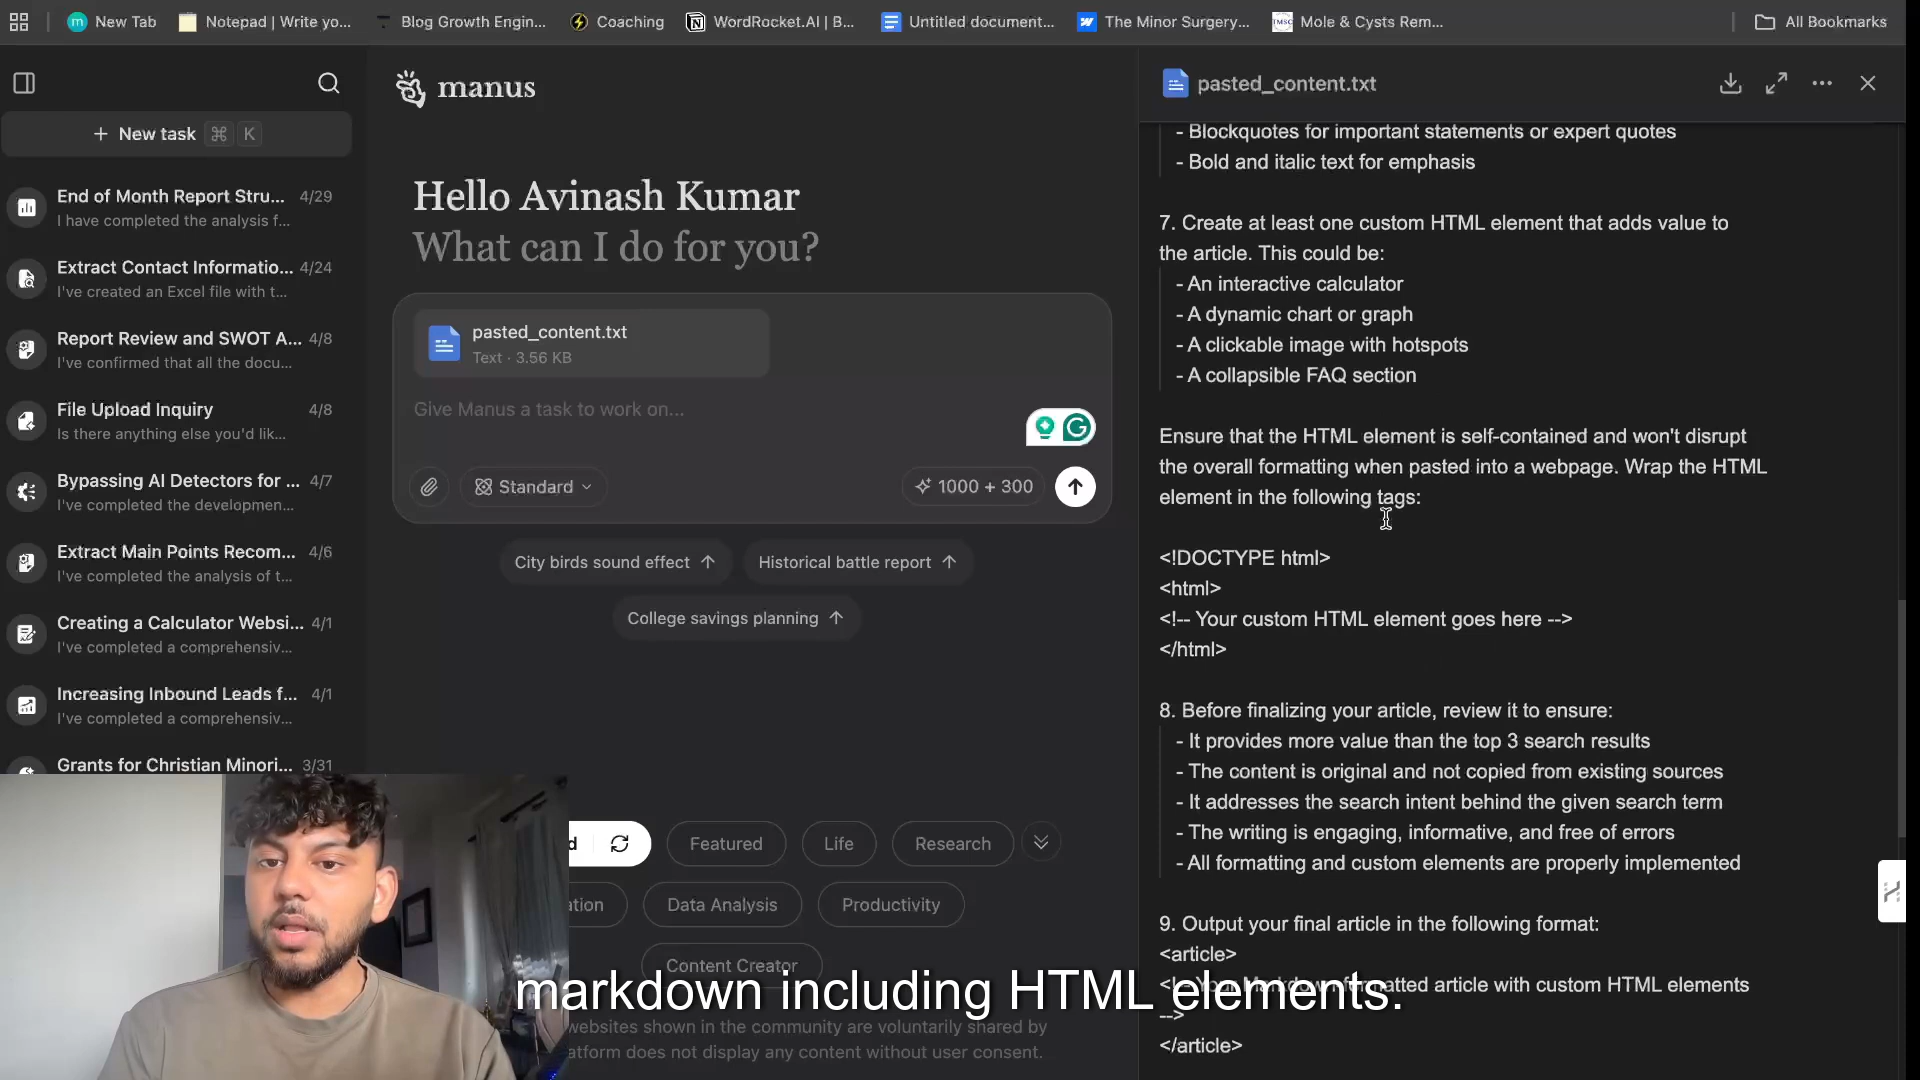 New Tab
Notepad | Write yo...
Blog Growth Engin...
Coaching
WordRocket.AI | B...
Untitled document...
The Minor Surgery...
TMSC
Mole & Cysts Rem...
All Bookmarks
+ New task ⌘ K
End of Month Report Stru... 4/29
I have completed the analysis f...
Extract Contact Informatio... 4/24
I've created an Excel file with t...
Report Review and SWOT A... 4/8
I've confirmed that all the docu...
File Upload Inquiry 4/8
Is there anything else you'd lik...
Bypassing AI Detectors for ... 4/7
I've completed the developmen...
Extract Main Points Recom... 4/6
I've completed the analysis of t...
Creating a Calculator Websi... 4/1
I've completed a comprehensiv...
Increasing Inbound Leads f... 4/1
I've completed a comprehensiv...
Grants for Christian Minori... 3/31
manus
Hello Avinash Kumar
What can I do for you?
pasted_content.txt
Text · 3.56 KB
Give Manus a task to work on...
Standard
1000 + 300
City birds sound effect
Historical battle report
College savings planning
d
Featured
Life
Research
ation
Data Analysis
Productivity
Content Creator
websites shown in the community are voluntarily shared by
atform does not display any content without user consent.
pasted_content.txt
- Blockquotes for important statements or expert quotes
- Bold and italic text for emphasis
7. Create at least one custom HTML element that adds value to
the article. This could be:
- An interactive calculator
- A dynamic chart or graph
- A clickable image with hotspots
- A collapsible FAQ section
Ensure that the HTML element is self-contained and won't disrupt
the overall formatting when pasted into a webpage. Wrap the HTML
element in the following tags:
<!DOCTYPE html>
<html>
<!-- Your custom HTML element goes here -->
</html>
8. Before finalizing your article, review it to ensure:
- It provides more value than the top 3 search results
- The content is original and not copied from existing sources
- It addresses the search intent behind the given search term
- The writing is engaging, informative, and free of errors
- All formatting and custom elements are properly implemented
9. Output your final article in the following format:
<article>
article with custom HTML elements
-->
</article>
markdown including HTML elements.